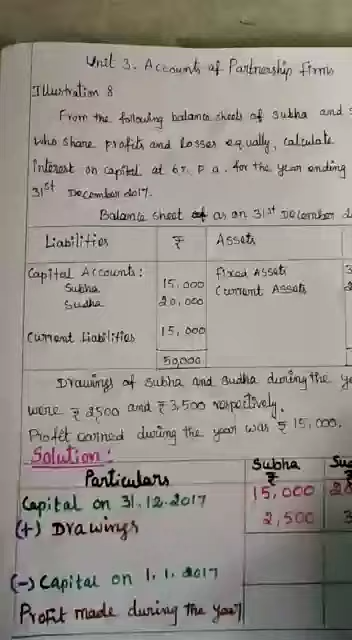 Unit 3. Accounts of Partnership firms
Illustration 8
From the following balance sheets of Subha and
who share profits and losses equally, calculate
interest on capital at 6% p a. for the year ending
31st December 2017.
Balance sheet as on 31st December
Liabilities ₹ Assets
Capital Accounts: Fixed Assets
Subha 15,000 Current Assets
Sudha 20,000
Current Liabilities 15,000
50,000
Drawings of Subha and Sudha during the
were ₹ 2,500 and ₹ 3,500 respectively.
Profit earned during the year was ₹ 15,000.
Solution:
Particulars Subha ₹
Capital on 31.12.2017 15,000
(+) Drawings 2,500
(-) Capital on 1.1.2017
Profit made during the year